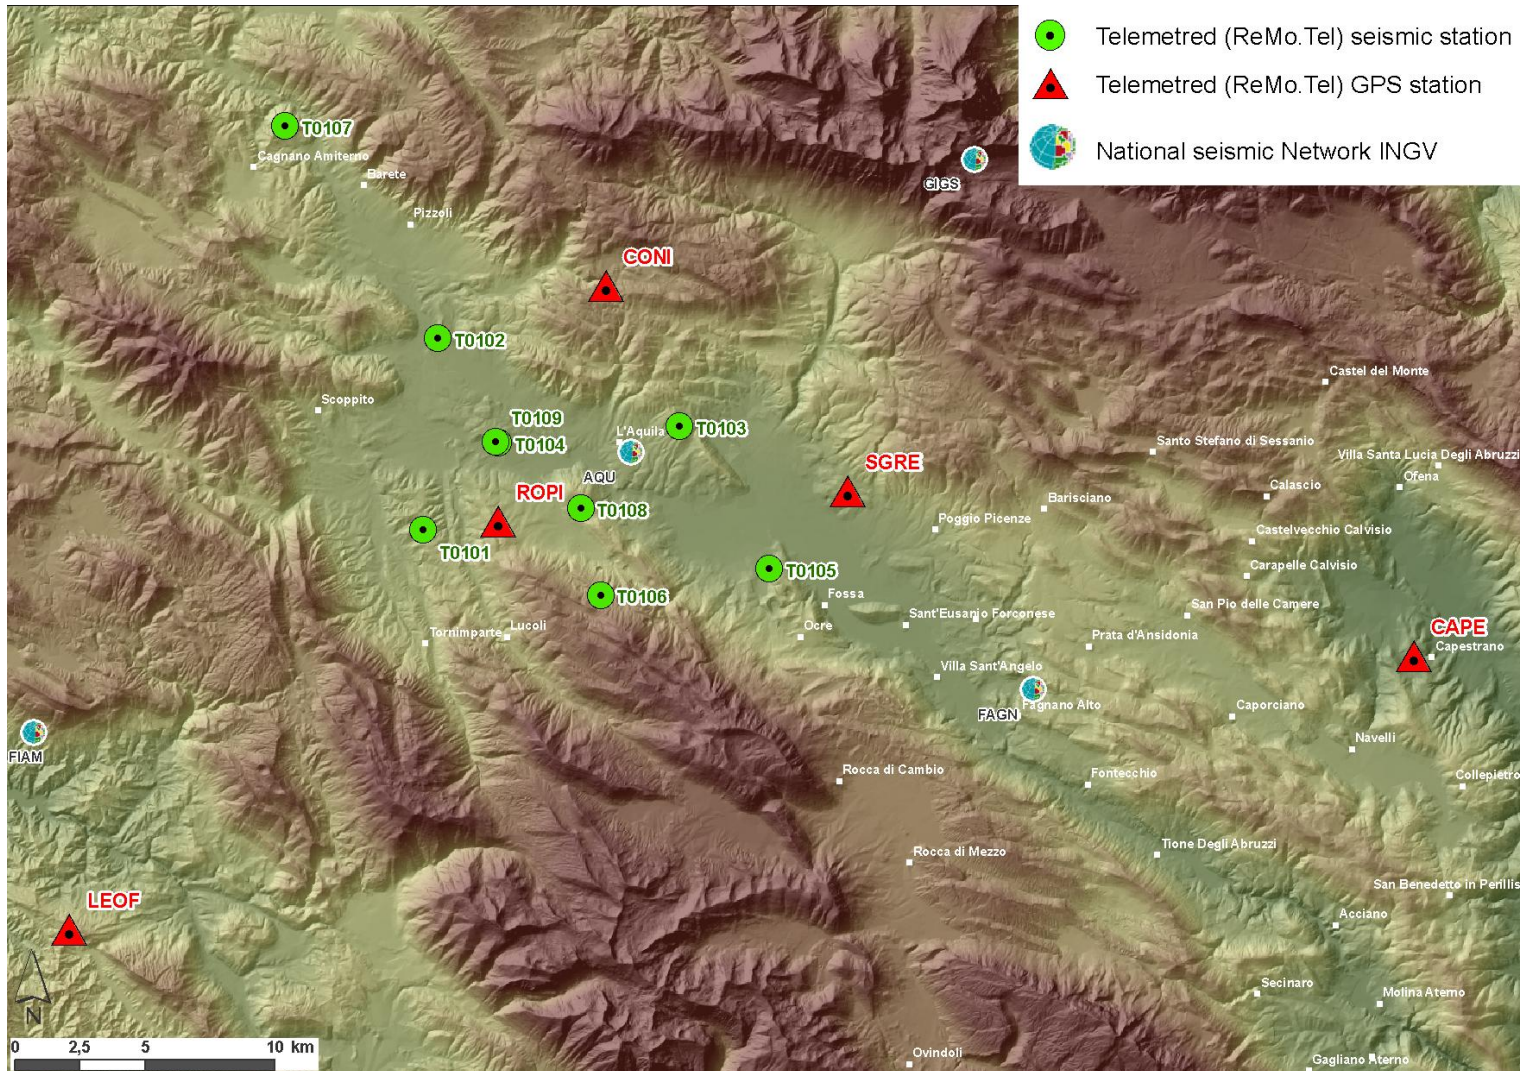 Telemetred (ReMo.Tel) seismic station
Telemetred (ReMo.Tel) GPS station
National seismic Network INGV
T0107
Cagnano Amiterno
Barete
GIGS
Pizzoli
CONI
T0102
Castel del Monte
Scoppito
T0109
L'Aquila
T0103
T0104
Santo Stefano di Sessanio
Villa Santa Lucia Degli Abruzzi
SGRE
AQU
Ofena
Calascio
ROPI
Barisciano
T0108
Poggio Picenze
Castelvecchio Calvisio
T0101
Carapelle Calvisio
T0105
T0106
Fossa
San Pio delle Camere
Sant'Eusanio Forconese
Ocre
Lucoli
Tornimparte
Prata d'Ansidonia
CAPE
Capestrano
Villa Sant'Angelo
Fagnano Alto
FAGN
Caporciano
Navelli
FIAM
Rocca di Cambio
Fontecchio
Collepietro
Tione Degli Abruzzi
Rocca di Mezzo
San Benedetto in Perillis
LEOF
Acciano
Secinaro
Molina Aterno
N
0 2,5 5 10 km
Ovindoli
Gagliano Aterno